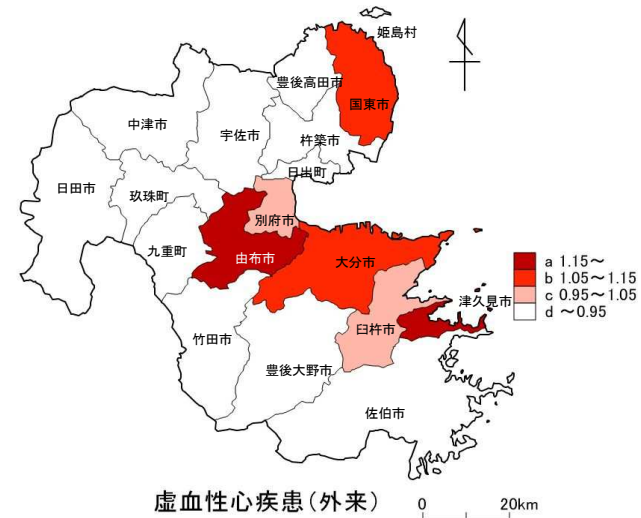 姫島村
豊後高田市
国東市
中津市
宇佐市
杵築市
日出町
日田市
玖珠町
別府市
九重町
由布市
大分市
a 1.15～
b 1.05～1.15
c 0.95～1.05
d ～0.95
津久見市
臼杵市
竹田市
豊後大野市
佐伯市
虚血性心疾患(外来)
0 20km